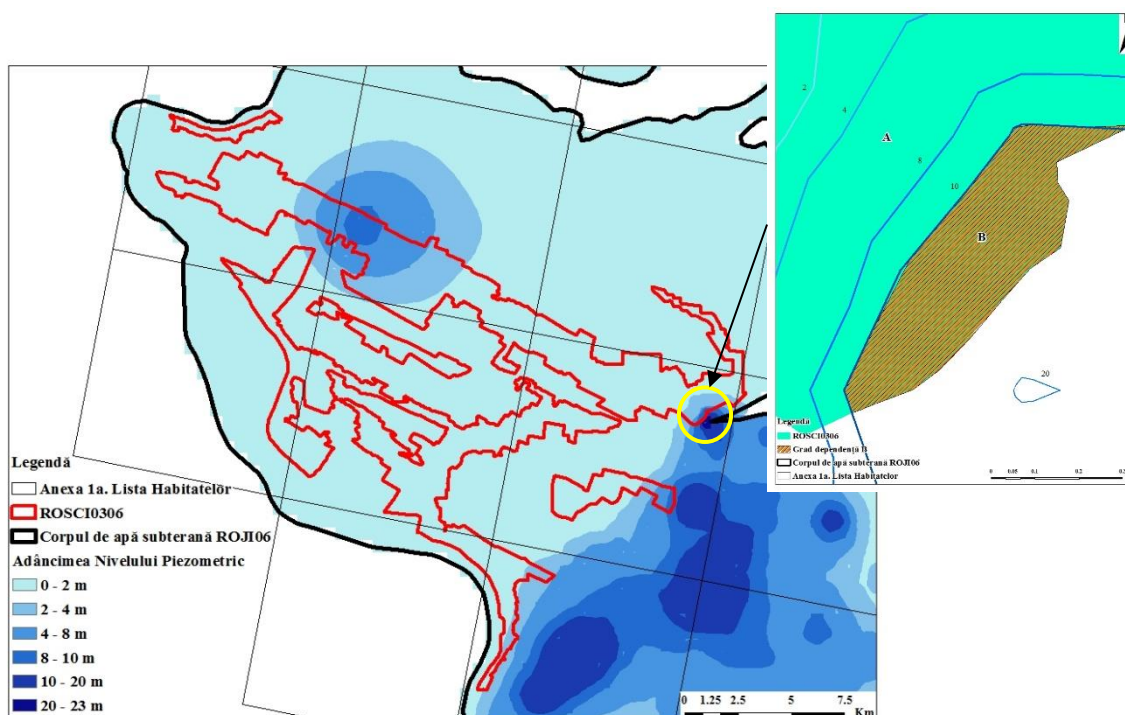 Legendă
Anexa 1a. Lista Habitatelor
ROSCI0306
Corpul de apă subterană ROJI06
Adâncimea Nivelului Piezometric
0 - 2 m
2 - 4 m
4 - 8 m
8 - 10 m
10 - 20 m
20 - 23 m
0 1.25 2.5 5 7.5
Km
2
4
A
8
10
B
20
Legendă
ROSCI0306
Grad dependență B
Corpul de apă subterană ROJI06
Anexa 1a. Lista Habitatelor
0 0.05 0.1 0.2